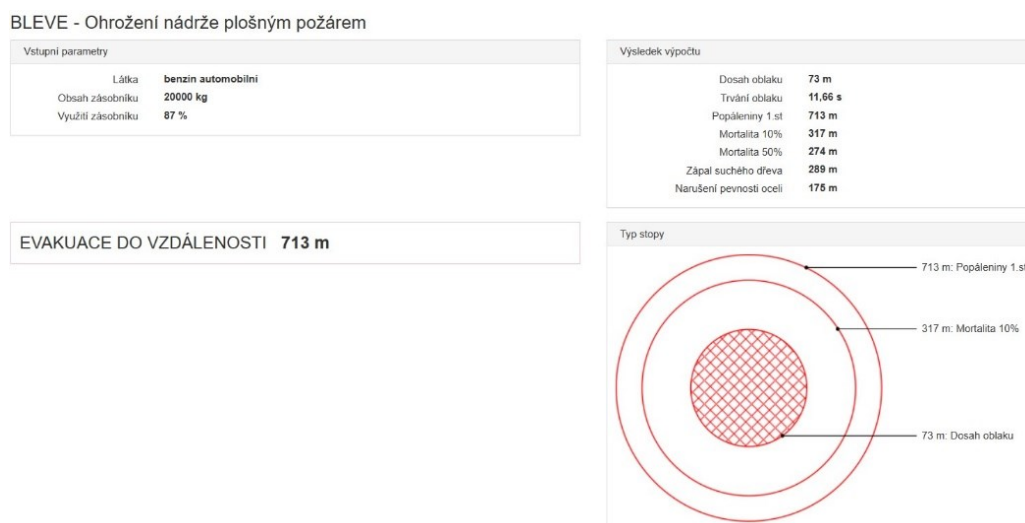 BLEVE - Ohrožení nádrže plošným požárem
Vstupní parametry
Látka benzin automobilní
Obsah zásobníku 20000 kg
Využití zásobníku 87 %
Výsledek výpočtu
Dosah oblaku 73 m
Trvání oblaku 11,66 s
Popáleniny 1.st 713 m
Mortalita 10% 317 m
Mortalita 50% 274 m
Zápal suchého dřeva 289 m
Narušení pevnosti oceli 175 m
EVAKUACE DO VZDÁLENOSTI 713 m
Typ stopy
713 m: Popáleniny 1.st
317 m: Mortalita 10%
73 m: Dosah oblaku